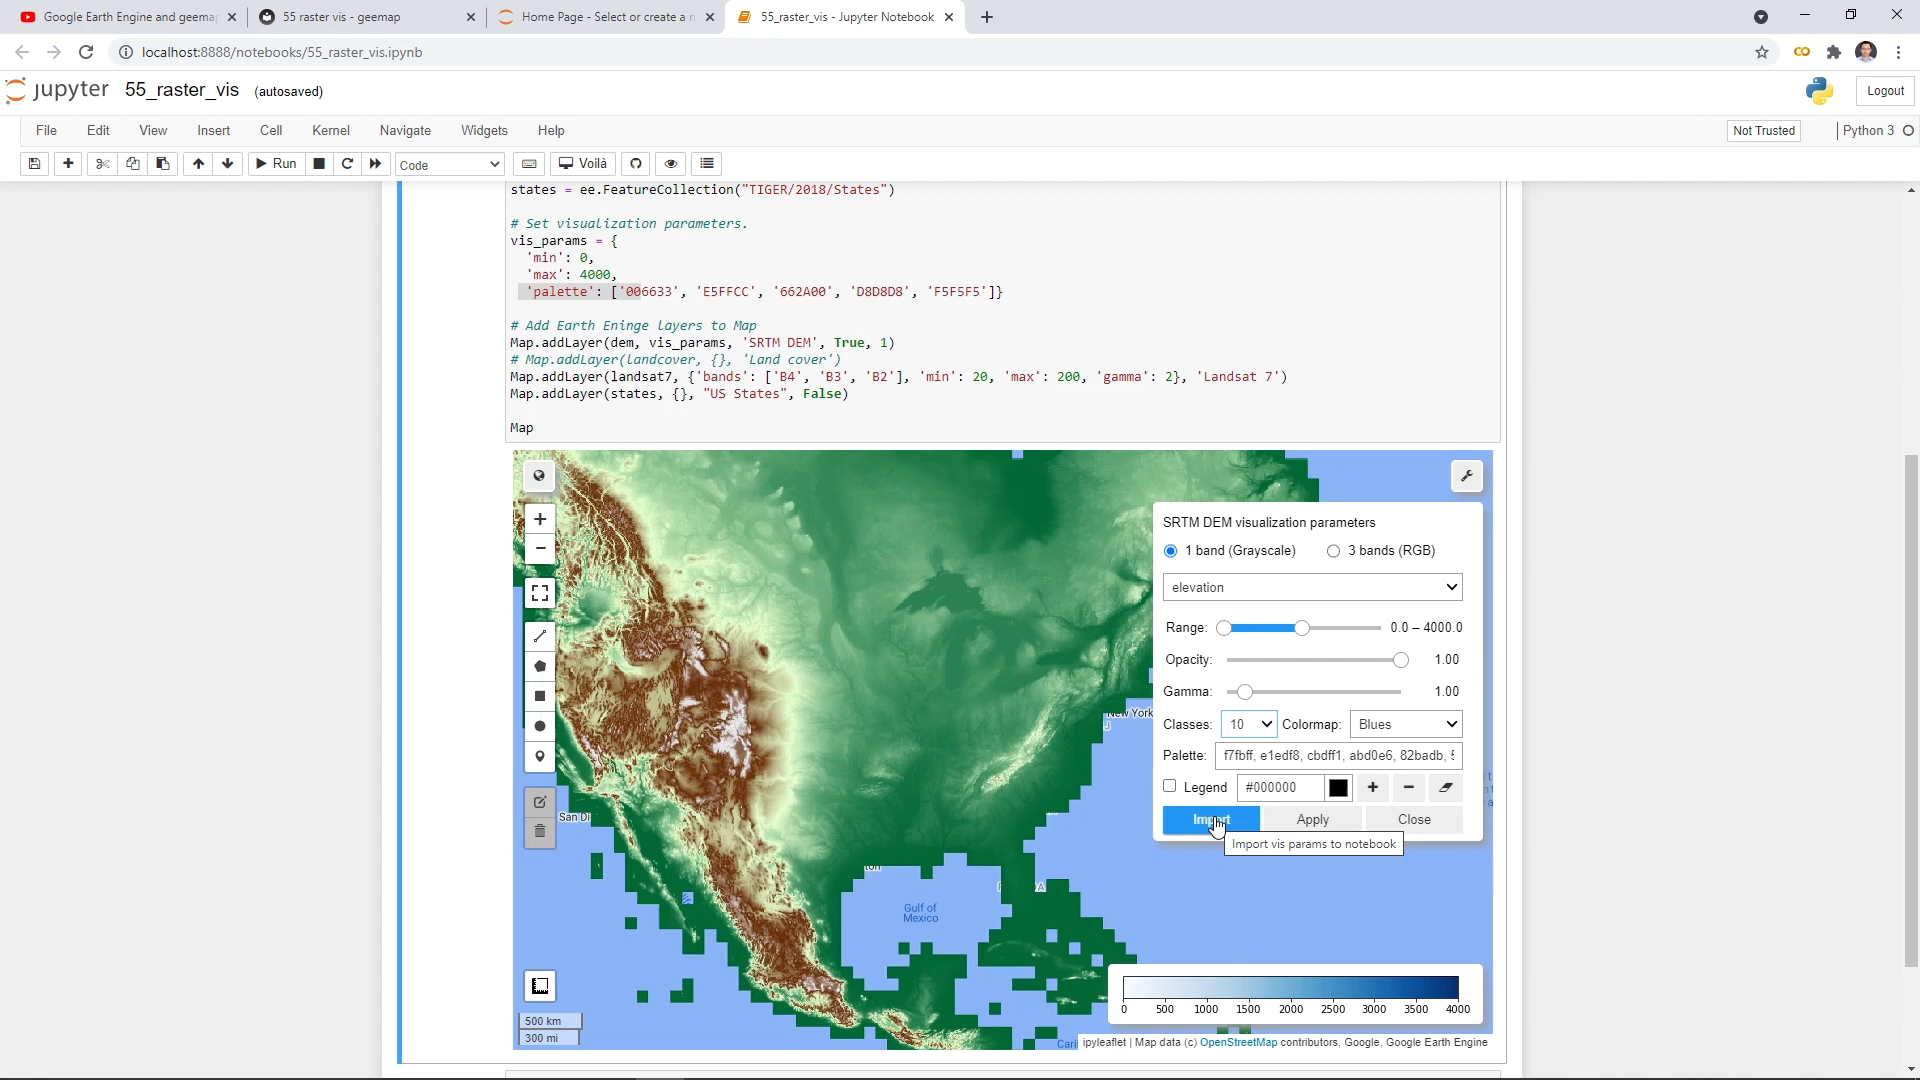 Google Earth Engine and geema
55 raster vis - geemap
Home Page - Select or create a n
55_raster_vis - Jupyter Notebook
localhost:8888/notebooks/55_raster_vis.ipynb
jupyter 55_raster_vis (autosaved)
Logout
File Edit View Insert Cell Kernel Navigate Widgets Help
Not Trusted
Python 3
Run
Code
Voilà
states = ee.FeatureCollection("TIGER/2018/States")
# Set visualization parameters.
vis_params = {
'min': 0,
'max': 4000,
'palette': ['006633', 'E5FFCC', '662A00', 'D8D8D8', 'F5F5F5']}
# Add Earth Eninge layers to Map
Map.addLayer(dem, vis_params, 'SRTM DEM', True, 1)
# Map.addLayer(landcover, {}, 'Land cover')
Map.addLayer(landsat7, {'bands': ['B4', 'B3', 'B2'], 'min': 20, 'max': 200, 'gamma': 2}, 'Landsat 7')
Map.addLayer(states, {}, "US States", False)
Map
SRTM DEM visualization parameters
1 band (Grayscale) 3 bands (RGB)
elevation
Range: 0.0 – 4000.0
Opacity: 1.00
Gamma: 1.00
Classes: 10 Colormap: Blues
Palette: f7fbff, e1edf8, cbdff1, abd0e6, 82badb,
Legend #000000
Import Apply Close
Import vis params to notebook
New York
San Di
Gulf of
Mexico
0 500 1000 1500 2000 2500 3000 3500 4000
500 km
300 mi
Cari
ipyleaflet | Map data (c) OpenStreetMap contributors, Google, Google Earth Engine